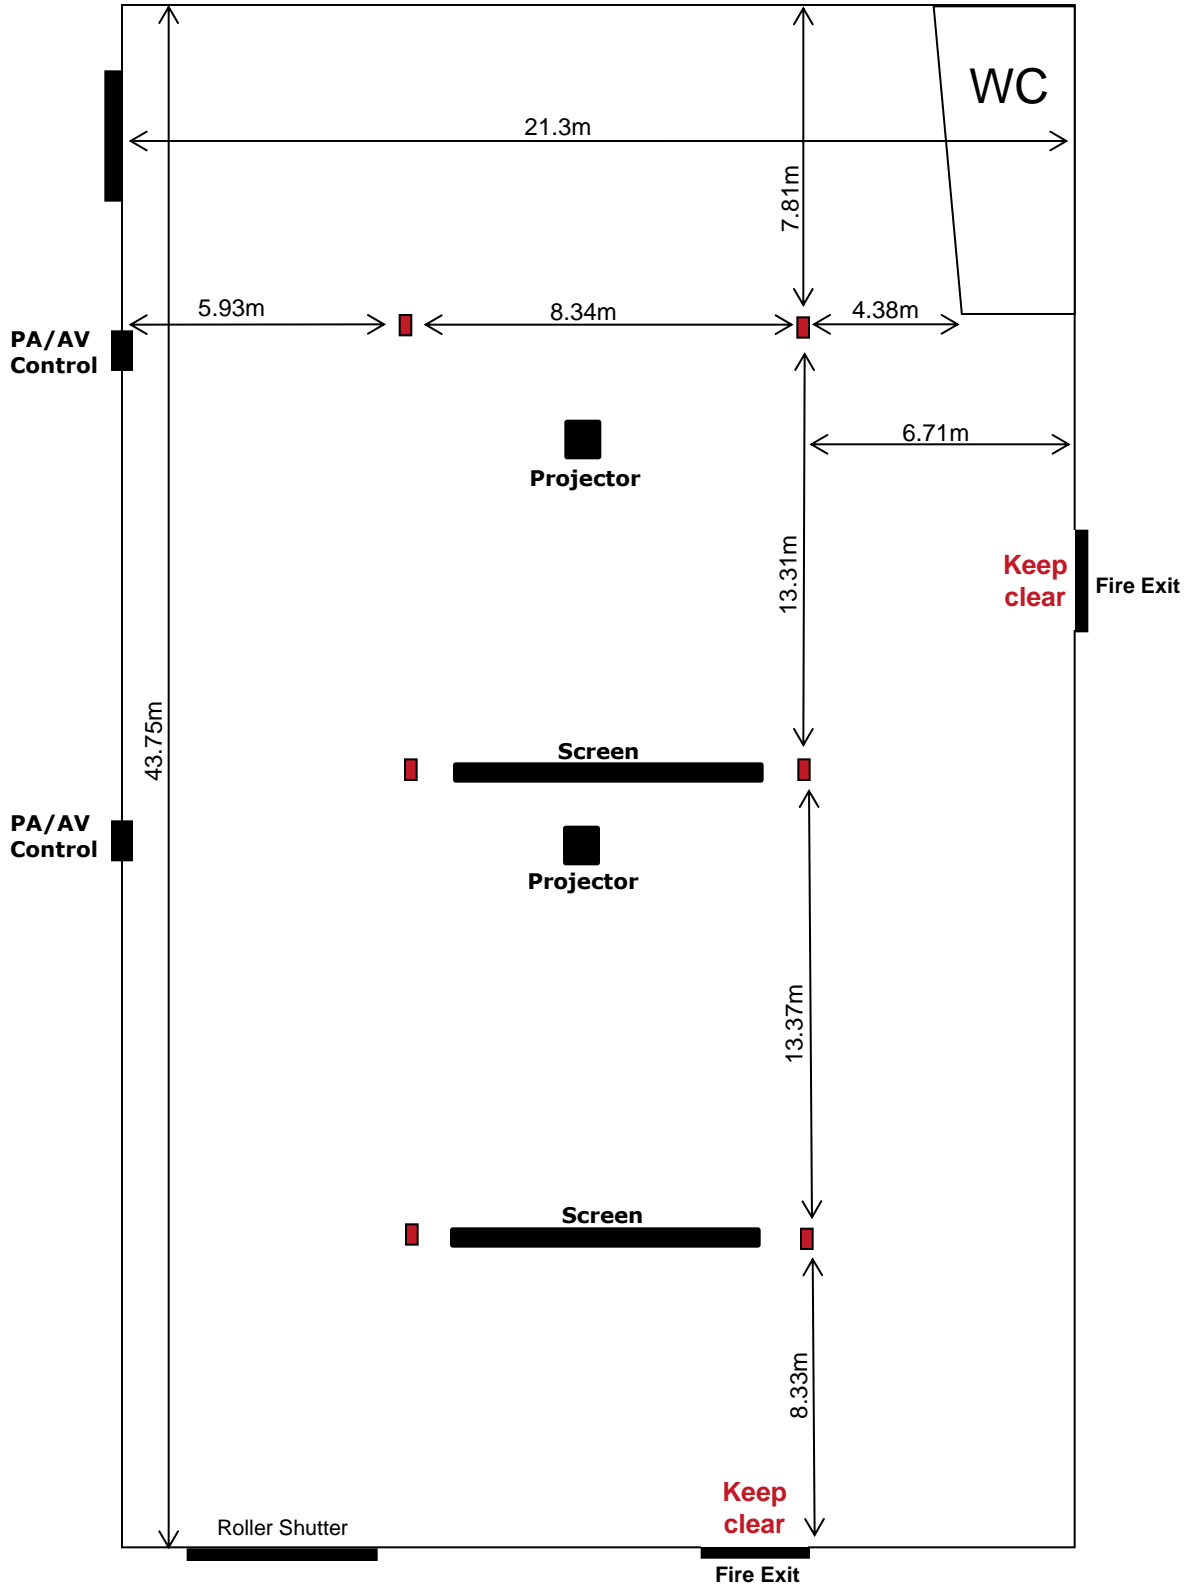 WC
21.3m
7.81m
5.93m
8.34m
4.38m
PA/AV
Control
6.71m
Projector
13.31m
Keep
clear
Fire Exit
43.75m
Screen
PA/AV
Control
Projector
13.37m
Screen
8.33m
Keep
clear
Roller Shutter
Fire Exit